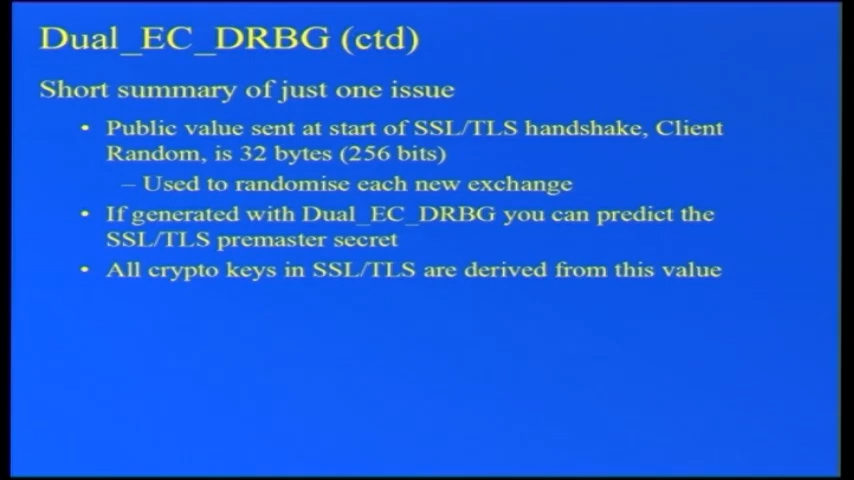 Dual_EC_DRBG (ctd)
Short summary of just one issue
• Public value sent at start of SSL/TLS handshake, Client
Random, is 32 bytes (256 bits)
– Used to randomise each new exchange
• If generated with Dual_EC_DRBG you can predict the
SSL/TLS premaster secret
• All crypto keys in SSL/TLS are derived from this value